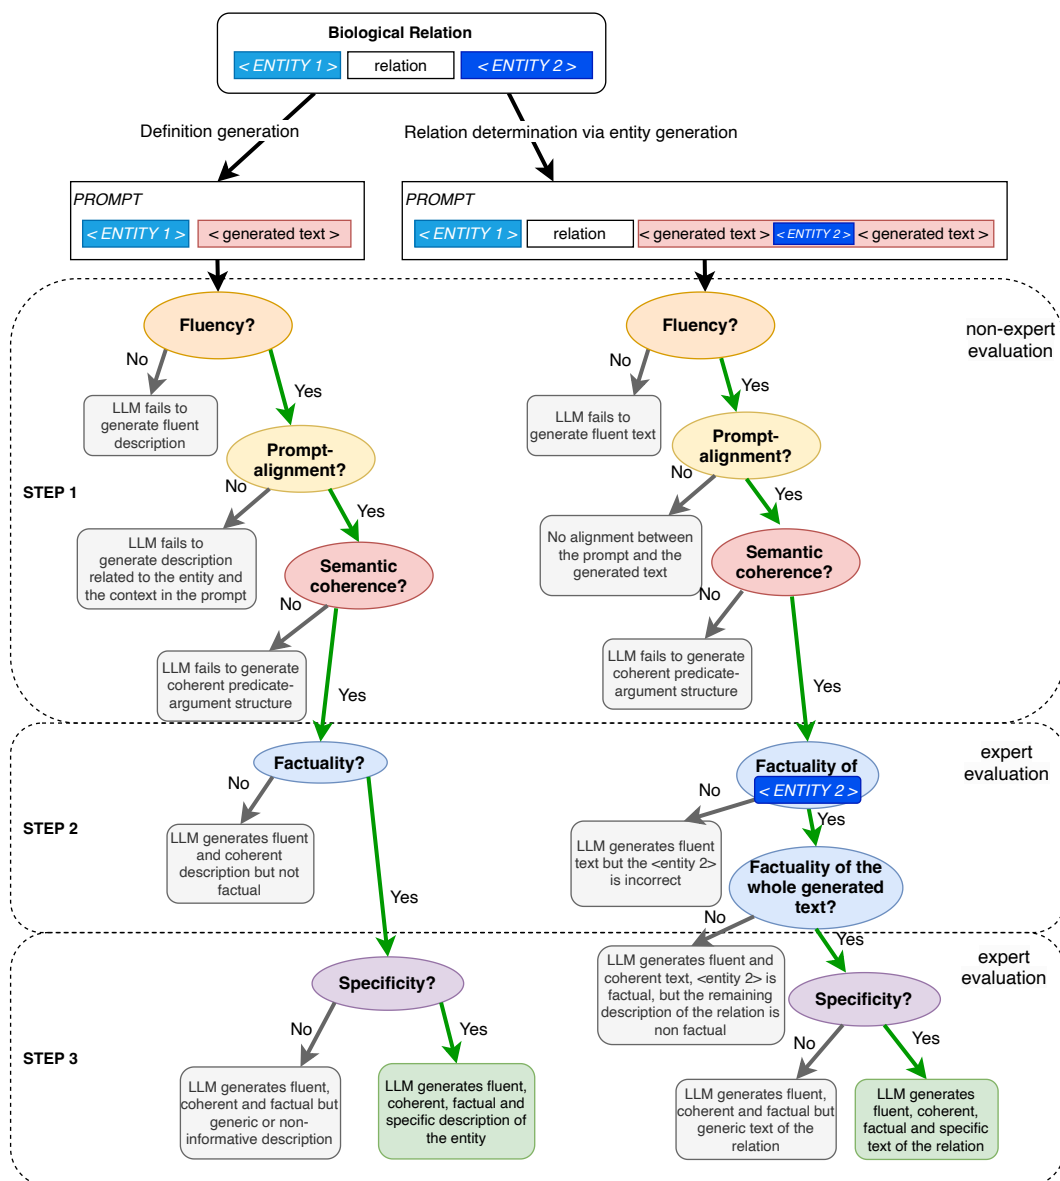 Biological Relation
< ENTITY 1 > relation < ENTITY 2 >
Definition generation
Relation determination via entity generation
PROMPT
< ENTITY 1 > < generated text >
PROMPT
< ENTITY 1 > relation < generated text > < ENTITY 2 > < generated text >
non-expert
evaluation
STEP 1
Fluency?
No
Yes
LLM fails to
generate fluent
description
Prompt-
alignment?
No
Yes
LLM fails to
generate description
related to the entity and
the context in the prompt
Semantic
coherence?
No
Yes
LLM fails to generate
coherent predicate-
argument structure
Fluency?
No
Yes
LLM fails to
generate fluent text
Prompt-
alignment?
No
Yes
No alignment between
the prompt and the
generated text
Semantic
coherence?
No
Yes
LLM fails to generate
coherent predicate-
argument structure
expert
evaluation
STEP 2
Factuality?
No
Yes
LLM generates fluent
and coherent
description but not
factual
Factuality of
< ENTITY 2 >
No
Yes
LLM generates fluent
text but the <entity 2>
is incorrect
Factuality of the
whole generated
text?
No
Yes
LLM generates fluent and
coherent text, <entity 2> is
factual, but the remaining
description of the relation is
non factual
expert
evaluation
STEP 3
Specificity?
No
Yes
LLM generates fluent,
coherent and factual but
generic or non-
informative description
LLM generates fluent,
coherent, factual and
specific description of
the entity
Specificity?
No
Yes
LLM generates fluent,
coherent and factual but
generic text of the
relation
LLM generates
fluent, coherent,
factual and specific
text of the relation